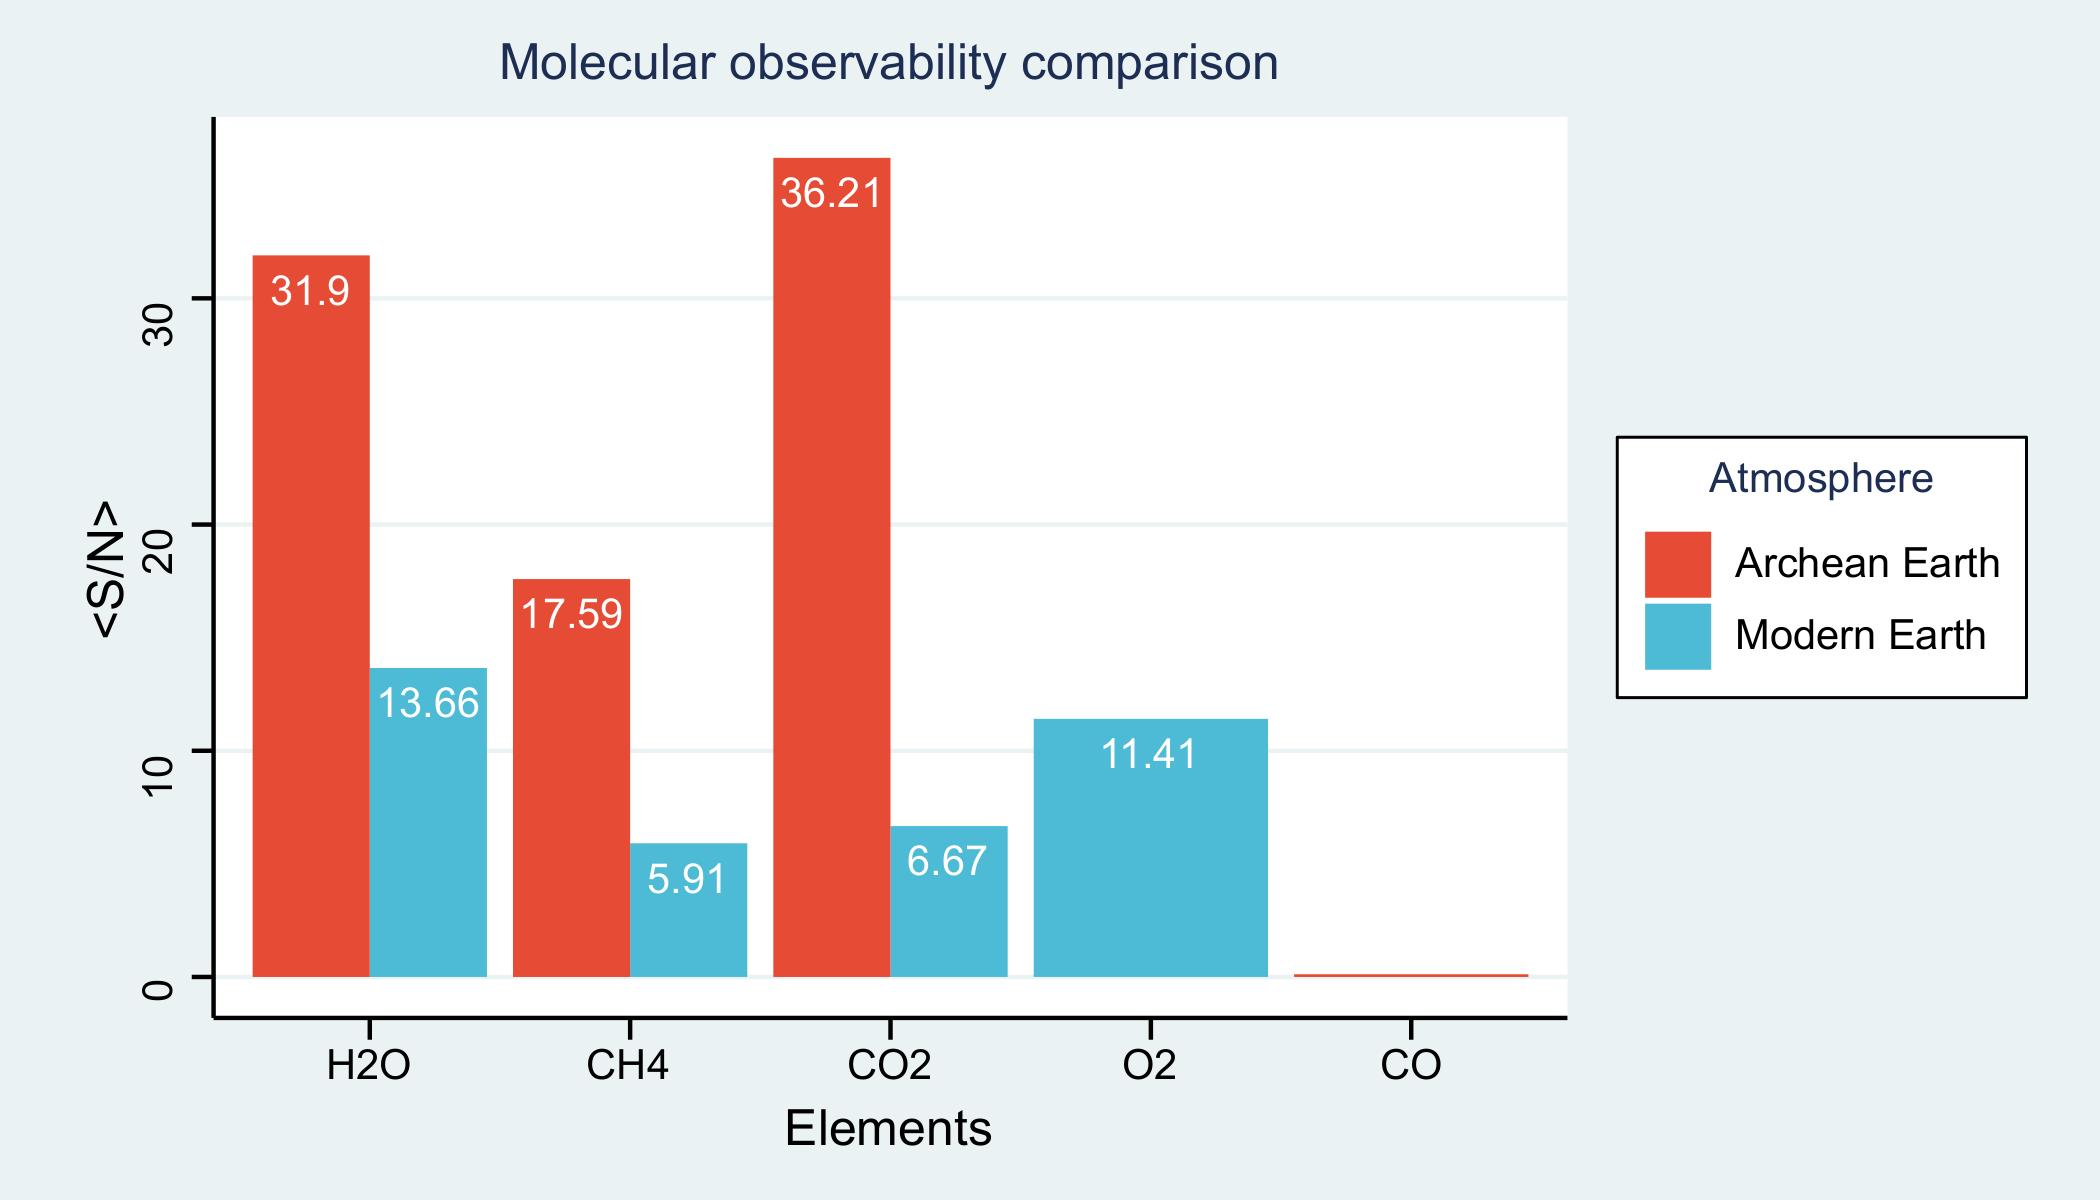 Molecular observability comparison
<S/N>
30
20
10
0
31.9
13.66
17.59
5.91
36.21
6.67
11.41
H2O CH4 CO2 O2 CO
Elements
Atmosphere
Archean Earth
Modern Earth